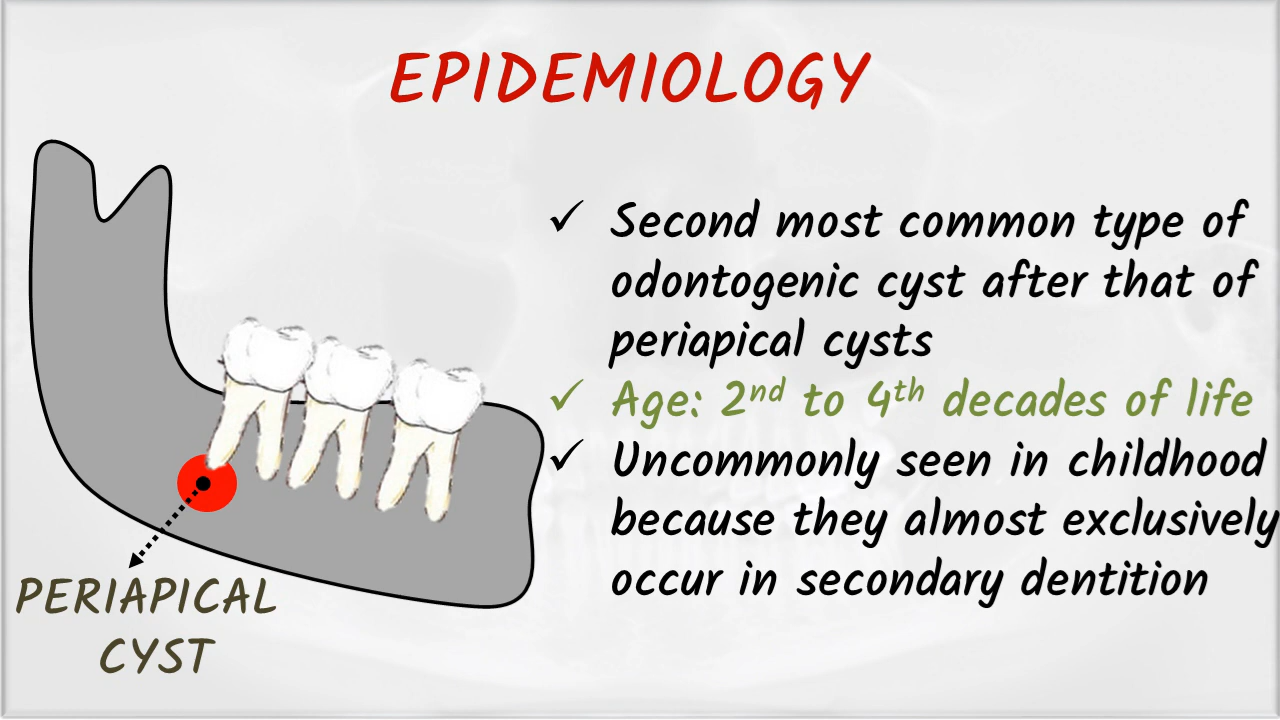 EPIDEMIOLOGY
✓ Second most common type of
odontogenic cyst after that of
periapical cysts
✓ Age: 2nd to 4th decades of life
✓ Uncommonly seen in childhood
because they almost exclusively
occur in secondary dentition
PERIAPICAL
CYST